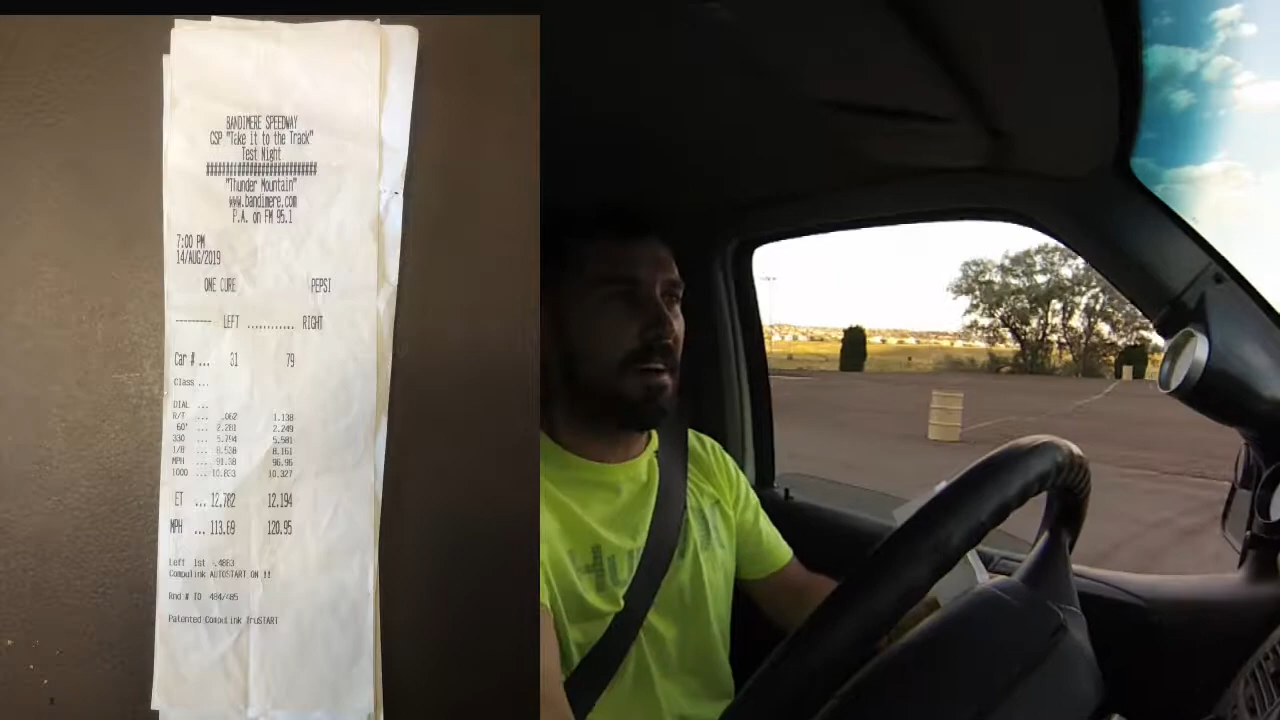 BANDIMERE SPEEDWAY
CSP "Take it to the Track"
Test Night
#########################
"Thunder Mountain"
www.bandimere.com
P.A. on FM 95.1
7:00 PM
14/AUG/2019
ONE CURE PEPSI
--------- LEFT ............ RIGHT
Car # ... 31 79
Class ...
DIAL ...
R/T ... .062 1.138
60' ... 2.281 2.249
330 ... 5.794 5.581
1/8 ... 8.538 8.161
MPH ... 91.38 96.96
1000 ... 10.833 10.327
ET ... 12.782 12.194
MPH ... 113.69 120.95
Left 1st .4883
Compulink AUTOSTART ON !!
Rnd # TD 484/485
Patented Compulink TruSTART